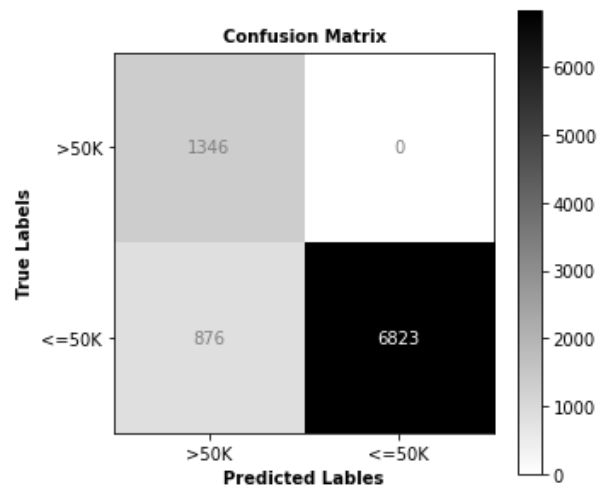 Confusion Matrix
6000
5000
4000
3000
2000
1000
0
True Labels
>50K
1346
0
<=50K
876
6823
>50K
<=50K
Predicted Lables